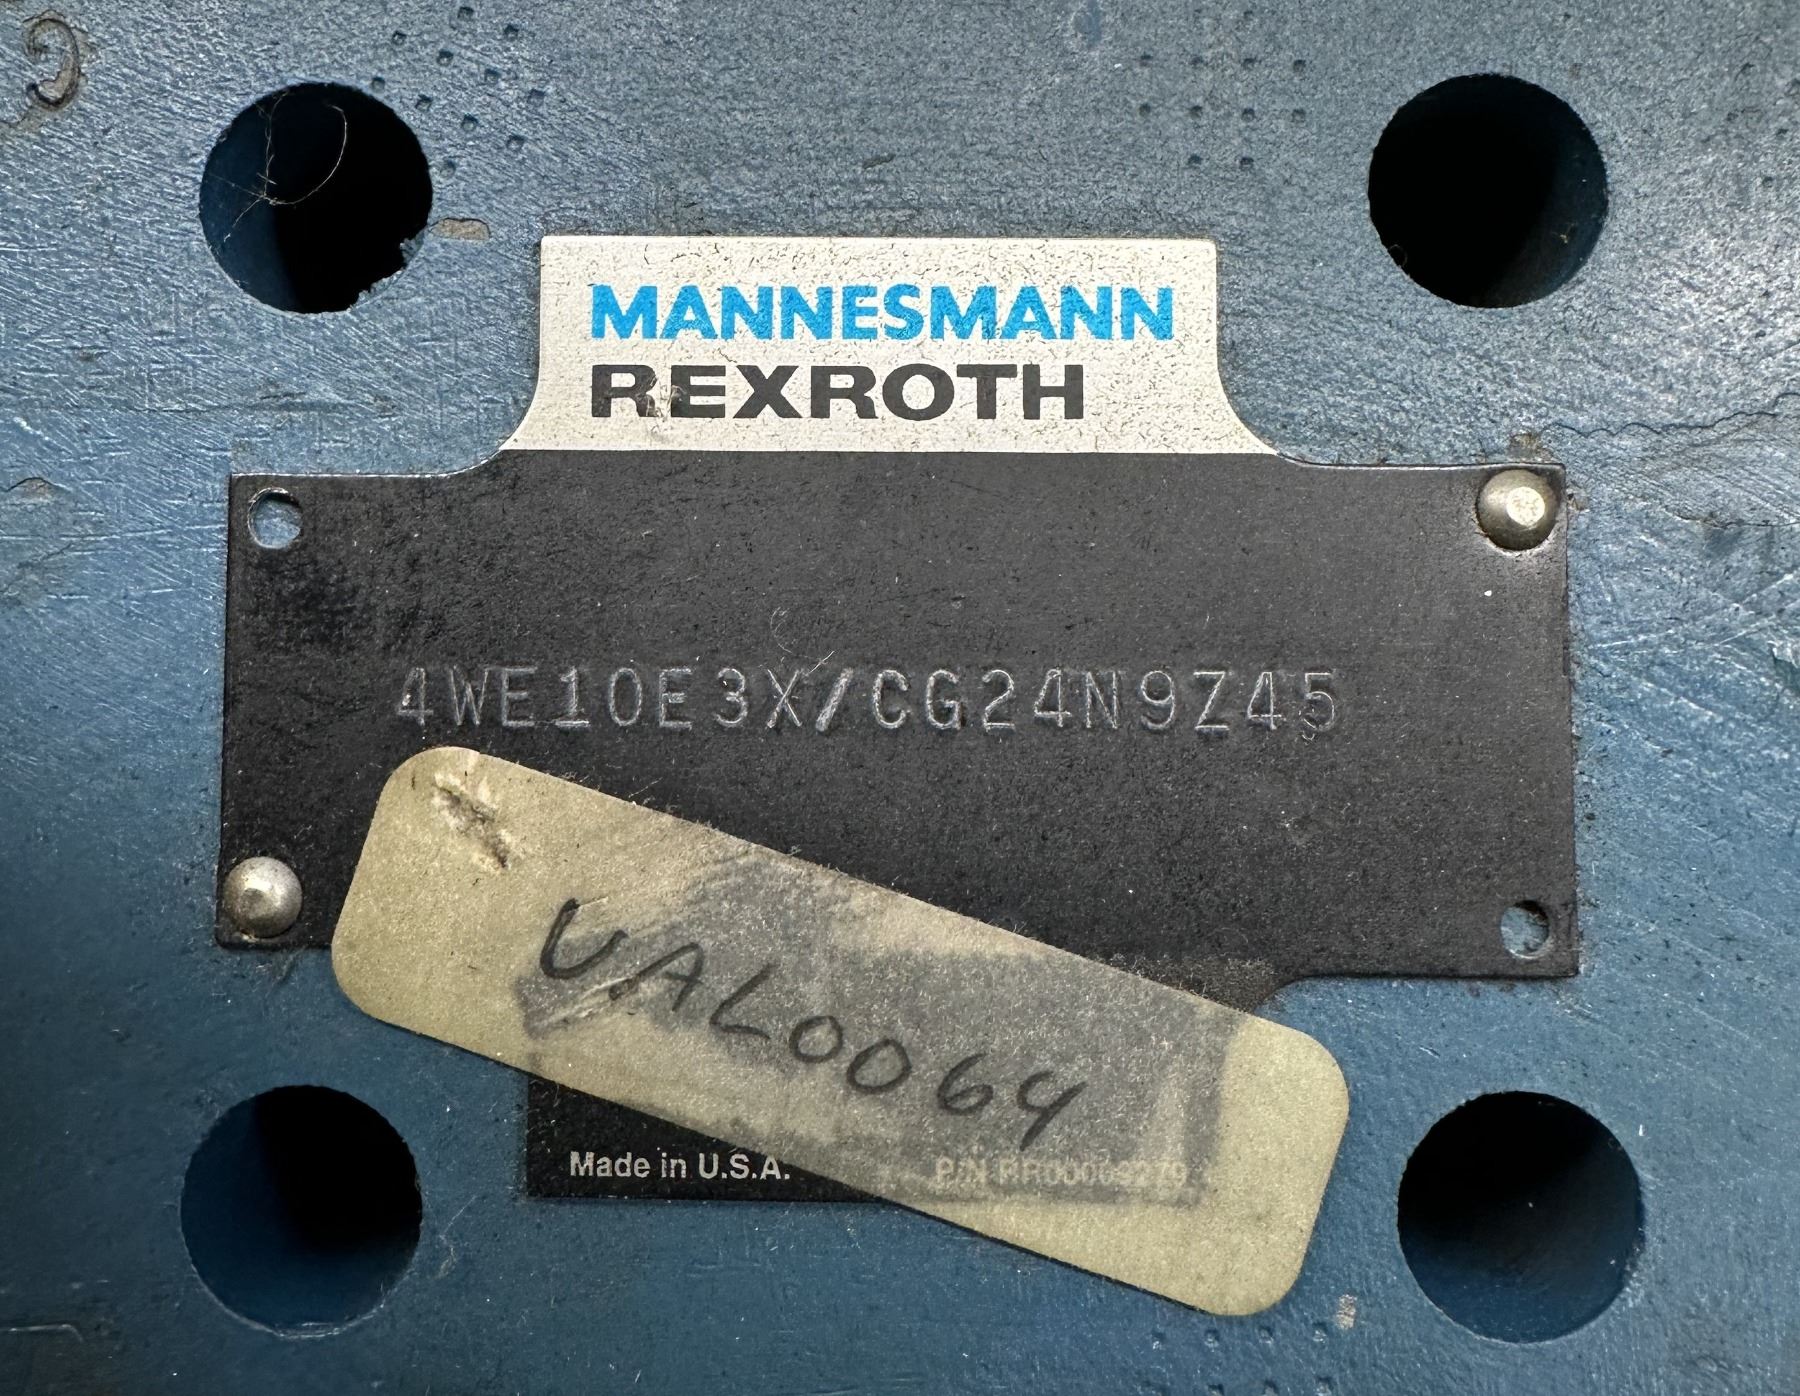 MANNESMANN
REXROTH
4WE10E3X/CG24N9Z45
VAL0064
Made in U.S.A.
P/N